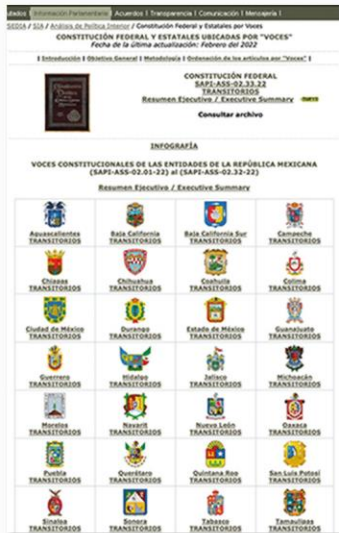 utados | Información Parlamentaria | Acuerdos | Transparencia | Comunicación | Mensajería |
SEDIA / SIA / Análisis de Política Interior / Constitución Federal y Estatales por Voces
CONSTITUCIÓN FEDERAL Y ESTATALES UBICADAS POR "VOCES"
Fecha de la última actualización: Febrero del 2022
| Introducción | Objetivo General | Metodología | Ordenación de los artículos por "Voces" |
CONSTITUCIÓN FEDERAL
SAPI-ASS-02.33.22
TRANSITORIOS
Resumen Ejecutivo / Executive Summary
Consultar archivo
INFOGRAFÍA
VOCES CONSTITUCIONALES DE LAS ENTIDADES DE LA REPÚBLICA MEXICANA
(SAPI-ASS-02.01-22) al (SAPI-ASS-02.32-22)
Resumen Ejecutivo / Executive Summary
Aguascalientes Baja California Baja California Sur Campeche
TRANSITORIOS TRANSITORIOS TRANSITORIOS TRANSITORIOS
Chiapas Chihuahua Coahuila Colima
TRANSITORIOS TRANSITORIOS TRANSITORIOS TRANSITORIOS
Ciudad de México Durango Estado de México Guanajuato
TRANSITORIOS TRANSITORIOS TRANSITORIOS TRANSITORIOS
Guerrero Hidalgo Jalisco Michoacán
TRANSITORIOS TRANSITORIOS TRANSITORIOS TRANSITORIOS
Morelos Nayarit Nuevo León Oaxaca
TRANSITORIOS TRANSITORIOS TRANSITORIOS TRANSITORIOS
Puebla Querétaro Quintana Roo San Luis Potosí
TRANSITORIOS TRANSITORIOS TRANSITORIOS TRANSITORIOS
Sinaloa Sonora Tabasco Tamaulipas
TRANSITORIOS TRANSITORIOS TRANSITORIOS TRANSITORIOS